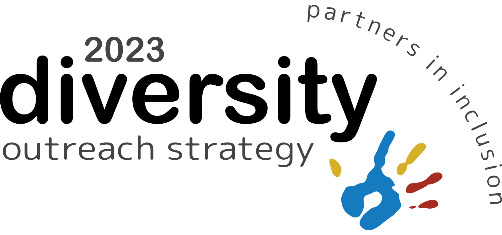 2023
diversity
outreach strategy
partners in inclusion